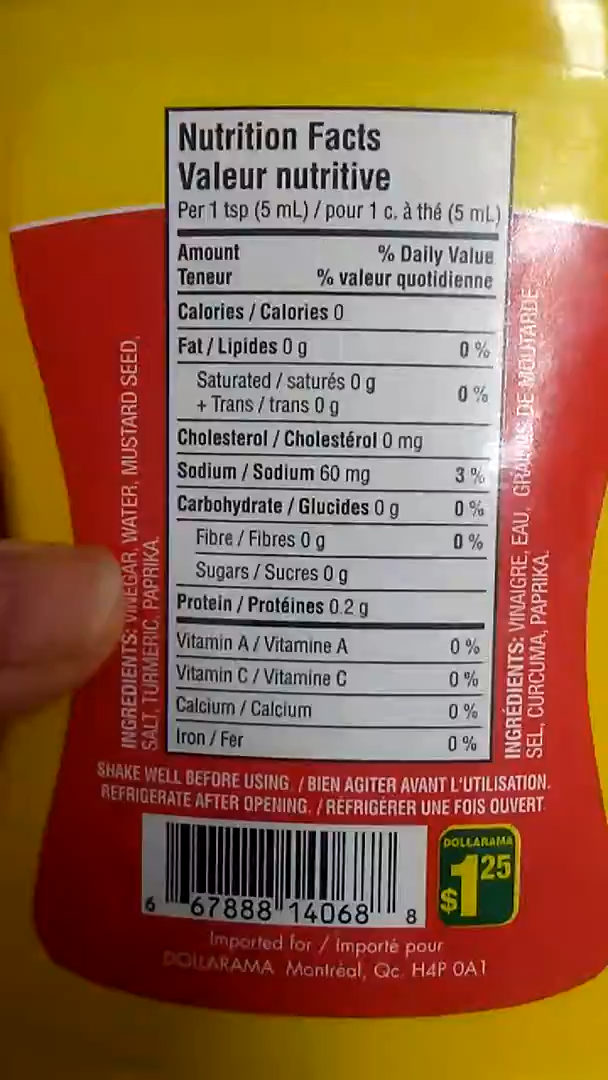 Nutrition Facts
Valeur nutritive
Per 1 tsp (5 mL) / pour 1 c. à thé (5 mL)
Amount % Daily Value
Teneur % valeur quotidienne
Calories / Calories 0
Fat / Lipides 0 g 0 %
Saturated / saturés 0 g
+ Trans / trans 0 g 0 %
Cholesterol / Cholestérol 0 mg
Sodium / Sodium 60 mg 3 %
Carbohydrate / Glucides 0 g 0 %
Fibre / Fibres 0 g 0 %
Sugars / Sucres 0 g
Protein / Protéines 0.2 g
Vitamin A / Vitamine A 0 %
Vitamin C / Vitamine C 0 %
Calcium / Calcium 0 %
Iron / Fer 0 %
INGREDIENTS: VINEGAR, WATER, MUSTARD SEED,
SALT, TURMERIC, PAPRIKA.
INGRÉDIENTS: VINAIGRE, EAU, GRAINES DE MOUTARDE,
SEL, CURCUMA, PAPRIKA.
SHAKE WELL BEFORE USING. / BIEN AGITER AVANT L'UTILISATION.
REFRIGERATE AFTER OPENING. / RÉFRIGÉRER UNE FOIS OUVERT.
6 67888 14068 8
DOLLARAMA
$1.25
Imported for / Importé pour
DOLLARAMA Montréal, Qc. H4P 0A1